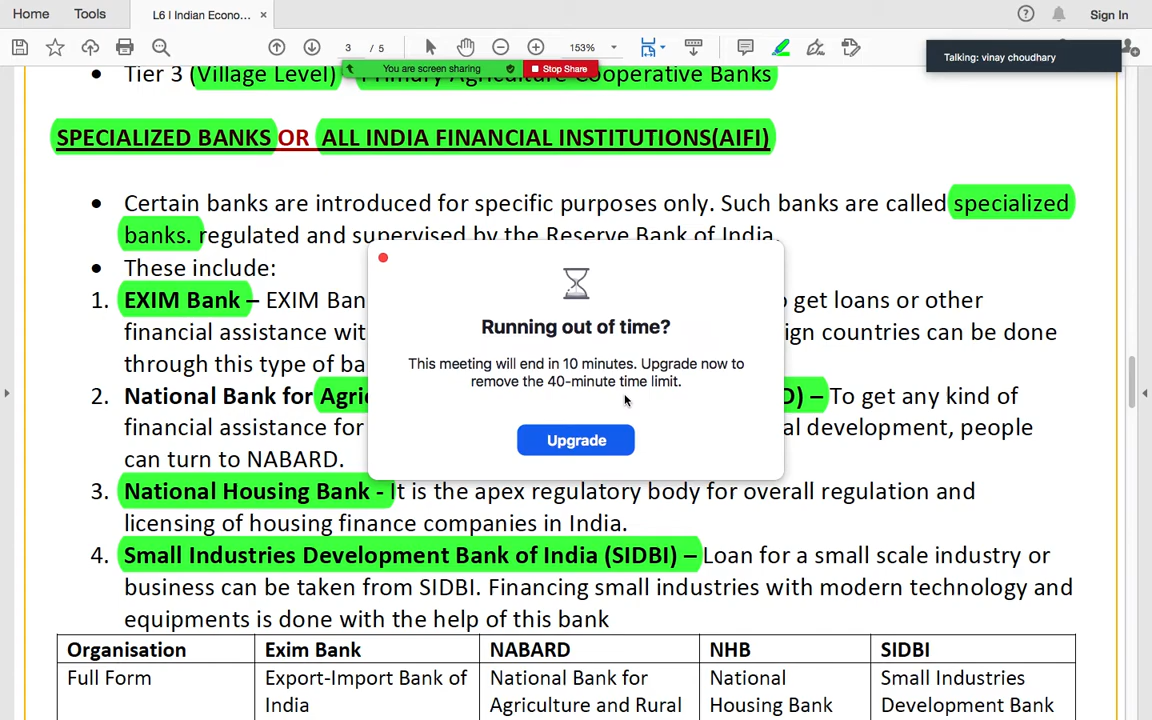 Home Tools L6 I Indian Econo... × Sign In
3 / 5 153%
Talking: vinay choudhary
You are screen sharing Stop Share
• Tier 3 (Village Level) Primary Agriculture Cooperative Banks
SPECIALIZED BANKS OR ALL INDIA FINANCIAL INSTITUTIONS(AIFI)
• Certain banks are introduced for specific purposes only. Such banks are called specialized
banks. regulated and supervised by the Reserve Bank of India.
• These include:
1. EXIM Bank – EXIM Ban o get loans or other
financial assistance wit ign countries can be done
through this type of ba
2. National Bank for Agri D) – To get any kind of
financial assistance for al development, people
can turn to NABARD.
3. National Housing Bank - It is the apex regulatory body for overall regulation and
licensing of housing finance companies in India.
4. Small Industries Development Bank of India (SIDBI) – Loan for a small scale industry or
business can be taken from SIDBI. Financing small industries with modern technology and
equipments is done with the help of this bank
Running out of time?
This meeting will end in 10 minutes. Upgrade now to
remove the 40-minute time limit.
Upgrade
Organisation Exim Bank NABARD NHB SIDBI
Full Form Export-Import Bank of National Bank for National Small Industries
India Agriculture and Rural Housing Bank Development Bank